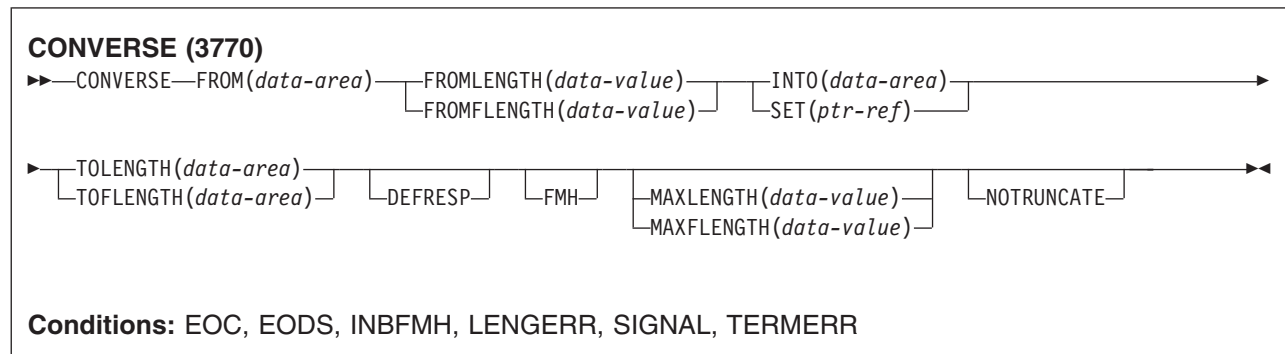 CONVERSE (3770)
CONVERSE FROM(data-area) FROMLENGTH(data-value) INTO(data-area)
FROMFLENGTH(data-value) SET(ptr-ref)
TOLENGTH(data-area)
TOFLENGTH(data-area) DEFRESP FMH MAXLENGTH(data-value) NOTRUNCATE
MAXFLENGTH(data-value)
Conditions: EOC, EODS, INBFMH, LENGERR, SIGNAL, TERMERR